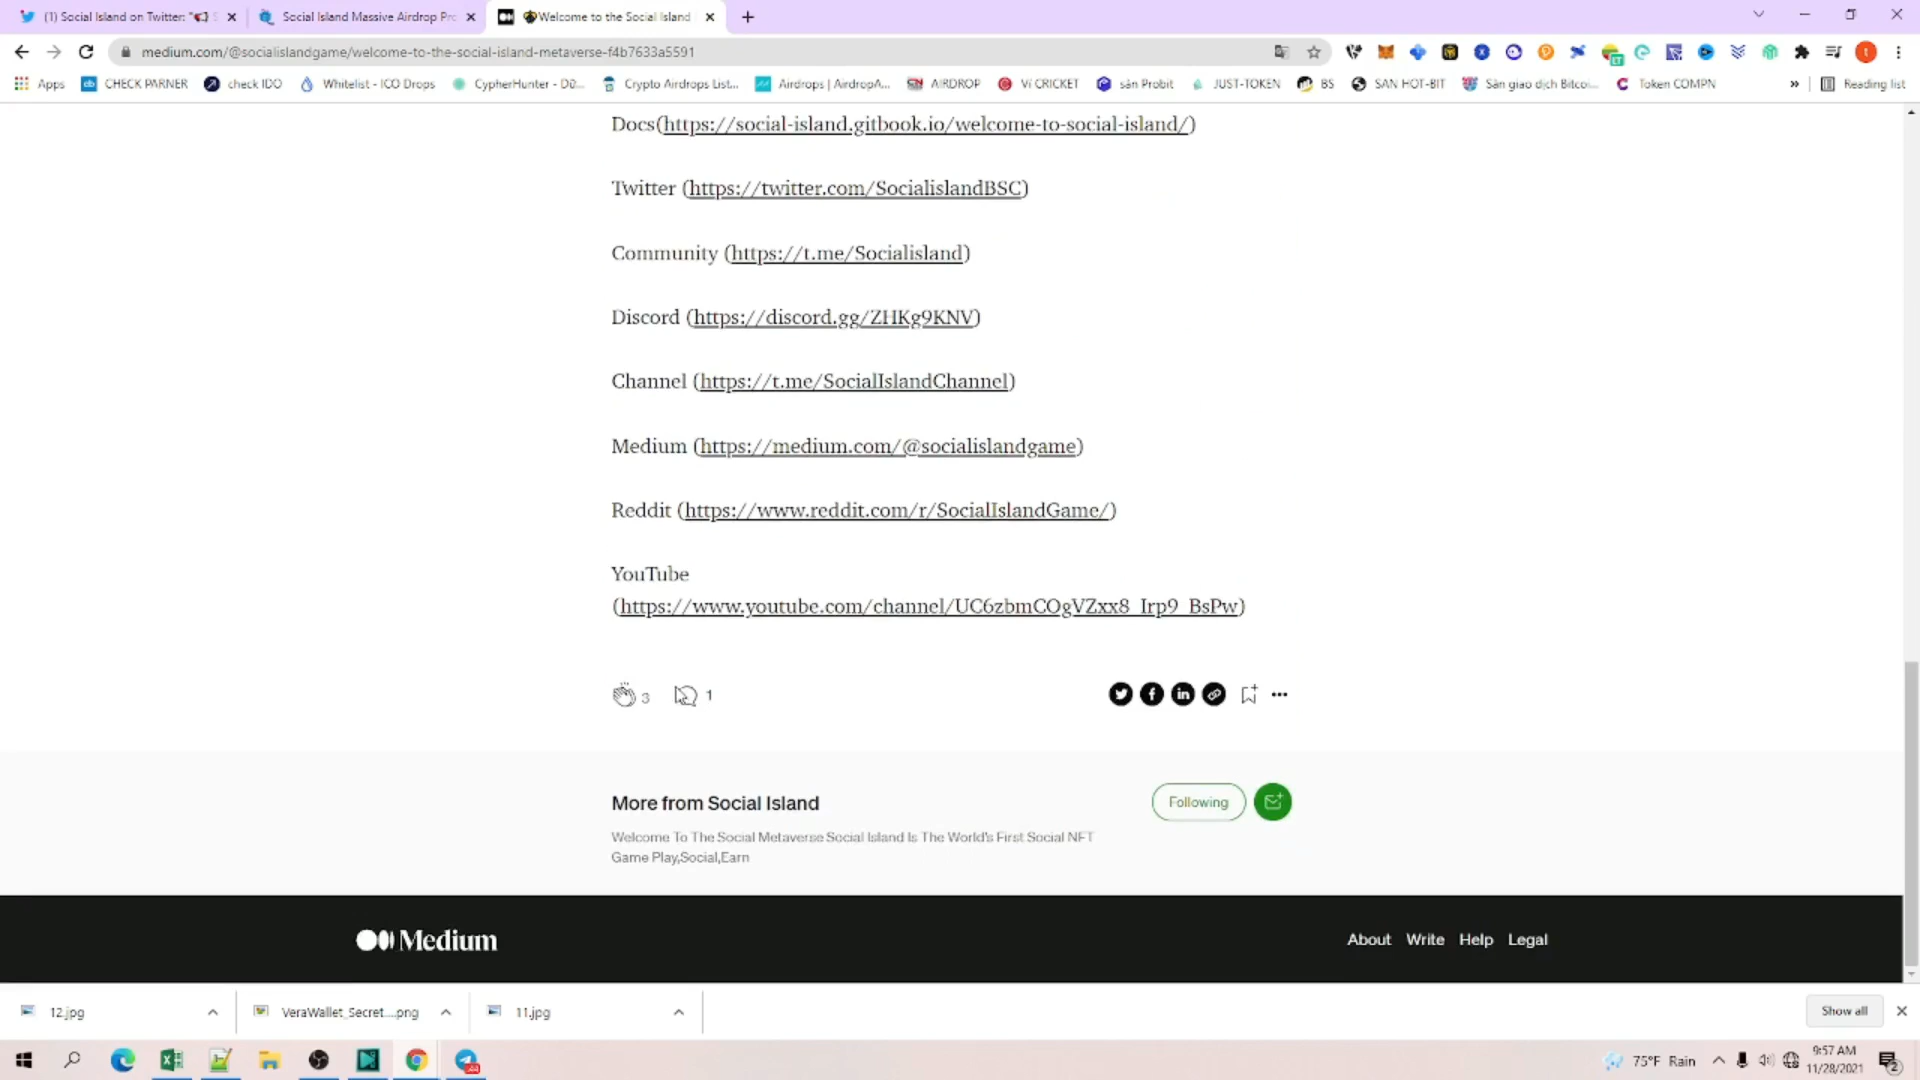 (1) Social Island on Twitter: "
Social Island Massive Airdrop Pro
Welcome to the Social Island
medium.com/@socialislandgame/welcome-to-the-social-island-metaverse-f4b7633a5591
Apps
CHECK PARNER
check IDO
Whitelist - ICO Drops
CypherHunter - Dữ...
Crypto Airdrops List...
Airdrops | AirdropA...
AIRDROP
Ví CRICKET
sàn Probit
JUST-TOKEN
BS
SAN HOT-BIT
Sàn giao dịch Bitcoi...
Token COMPN
»
Reading list
Docs(https://social-island.gitbook.io/welcome-to-social-island/)
Twitter (https://twitter.com/SocialislandBSC)
Community (https://t.me/Socialisland)
Discord (https://discord.gg/ZHKg9KNV)
Channel (https://t.me/SocialIslandChannel)
Medium (https://medium.com/@socialislandgame)
Reddit (https://www.reddit.com/r/SocialIslandGame/)
YouTube
(https://www.youtube.com/channel/UC6zbmCOgVZxx8_Irp9_BsPw)
3
1
More from Social Island
Following
Welcome To The Social Metaverse Social Island Is The World's First Social NFT
Game Play,Social,Earn
Medium
About Write Help Legal
12.jpg
VeraWallet_Secret....png
11.jpg
Show all
75°F Rain
9:57 AM
11/28/2021
2